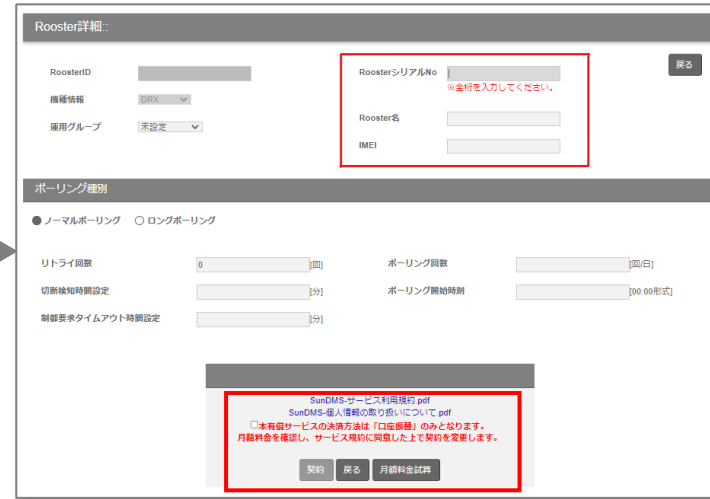 Rooster詳細::
戻る
RoosterID
RoosterシリアルNo
※全桁を入力してください。
機種情報 DRX
Rooster名
運用グループ 未設定
IMEI
ポーリング種別
ノーマルポーリング ロングポーリング
リトライ回数 0 [回] ポーリング回数 [回/日]
切断検知時間設定 [分] ポーリング開始時刻 [00:00形式]
制御要求タイムアウト時間設定 [分]
SunDMS-サービス利用規約.pdf
SunDMS-個人情報の取り扱いについて.pdf
本有償サービスの決済方法は「口座振替」のみとなります。
月額料金を確認し、サービス規約に同意した上で契約を変更します。
契約 戻る 月額料金試算